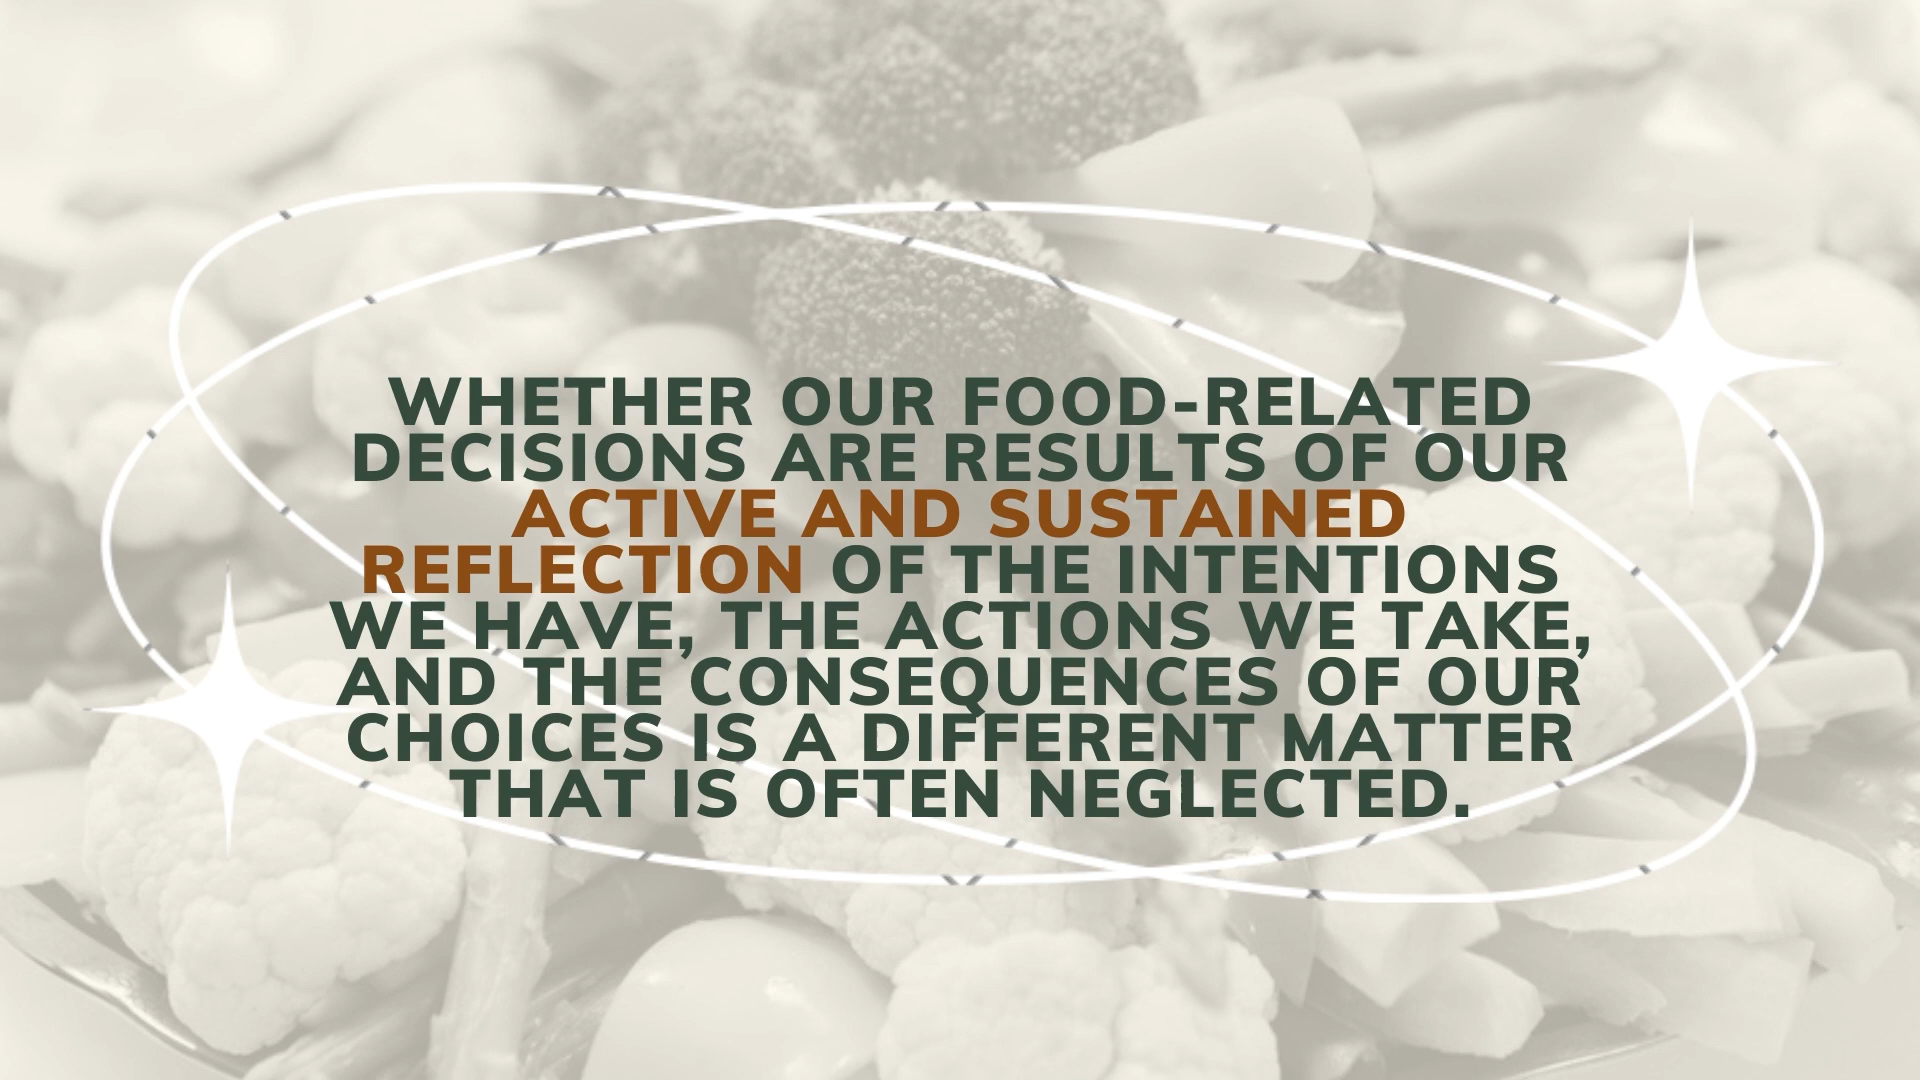 WHETHER OUR FOOD-RELATED
DECISIONS ARE RESULTS OF OUR
ACTIVE AND SUSTAINED
REFLECTION OF THE INTENTIONS
WE HAVE, THE ACTIONS WE TAKE,
AND THE CONSEQUENCES OF OUR
CHOICES IS A DIFFERENT MATTER
THAT IS OFTEN NEGLECTED.